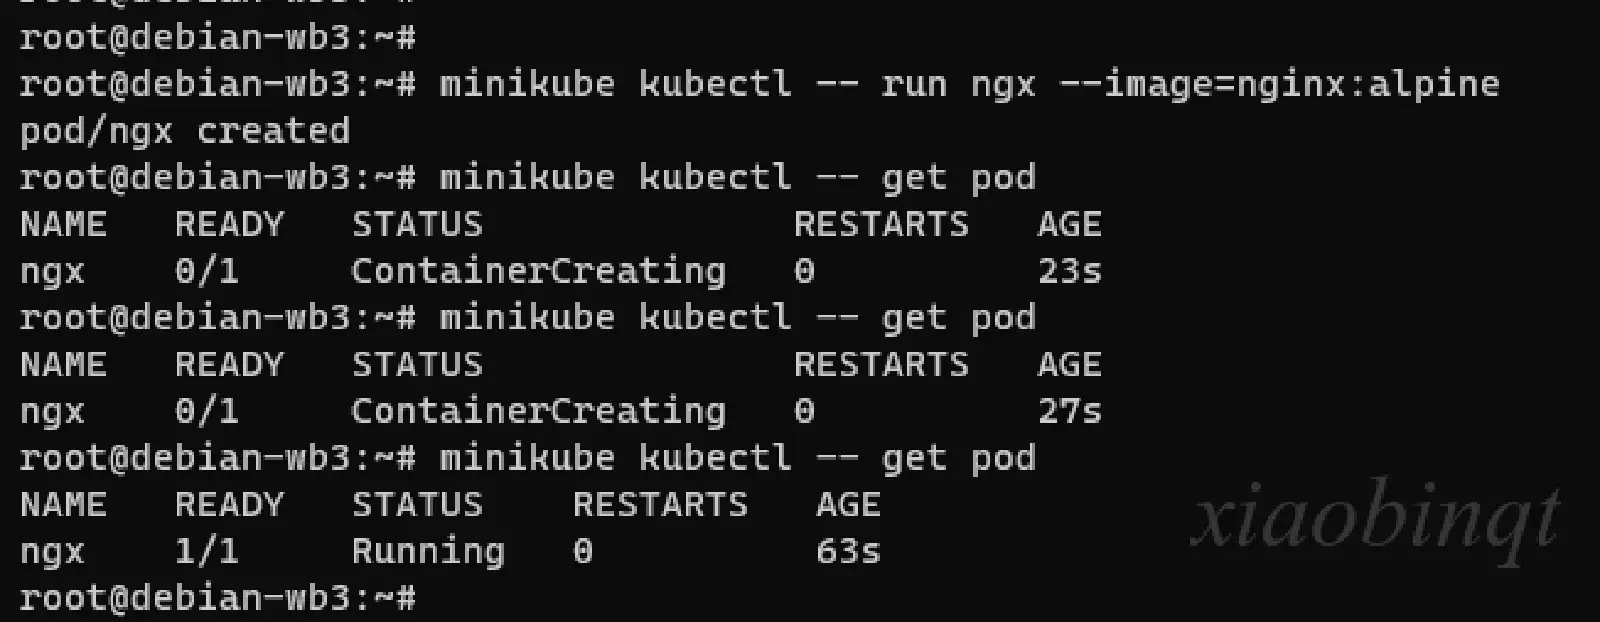 root@debian-wb3:~#
root@debian-wb3:~#
root@debian-wb3:~# minikube kubectl -- run ngx --image=nginx:alpine
pod/ngx created
root@debian-wb3:~# minikube kubectl -- get pod
NAME   READY   STATUS              RESTARTS   AGE
ngx    0/1     ContainerCreating   0          23s
root@debian-wb3:~# minikube kubectl -- get pod
NAME   READY   STATUS              RESTARTS   AGE
ngx    0/1     ContainerCreating   0          27s
root@debian-wb3:~# minikube kubectl -- get pod
NAME   READY   STATUS    RESTARTS   AGE
ngx    1/1     Running   0          63s
root@debian-wb3:~#
xiaobinqt